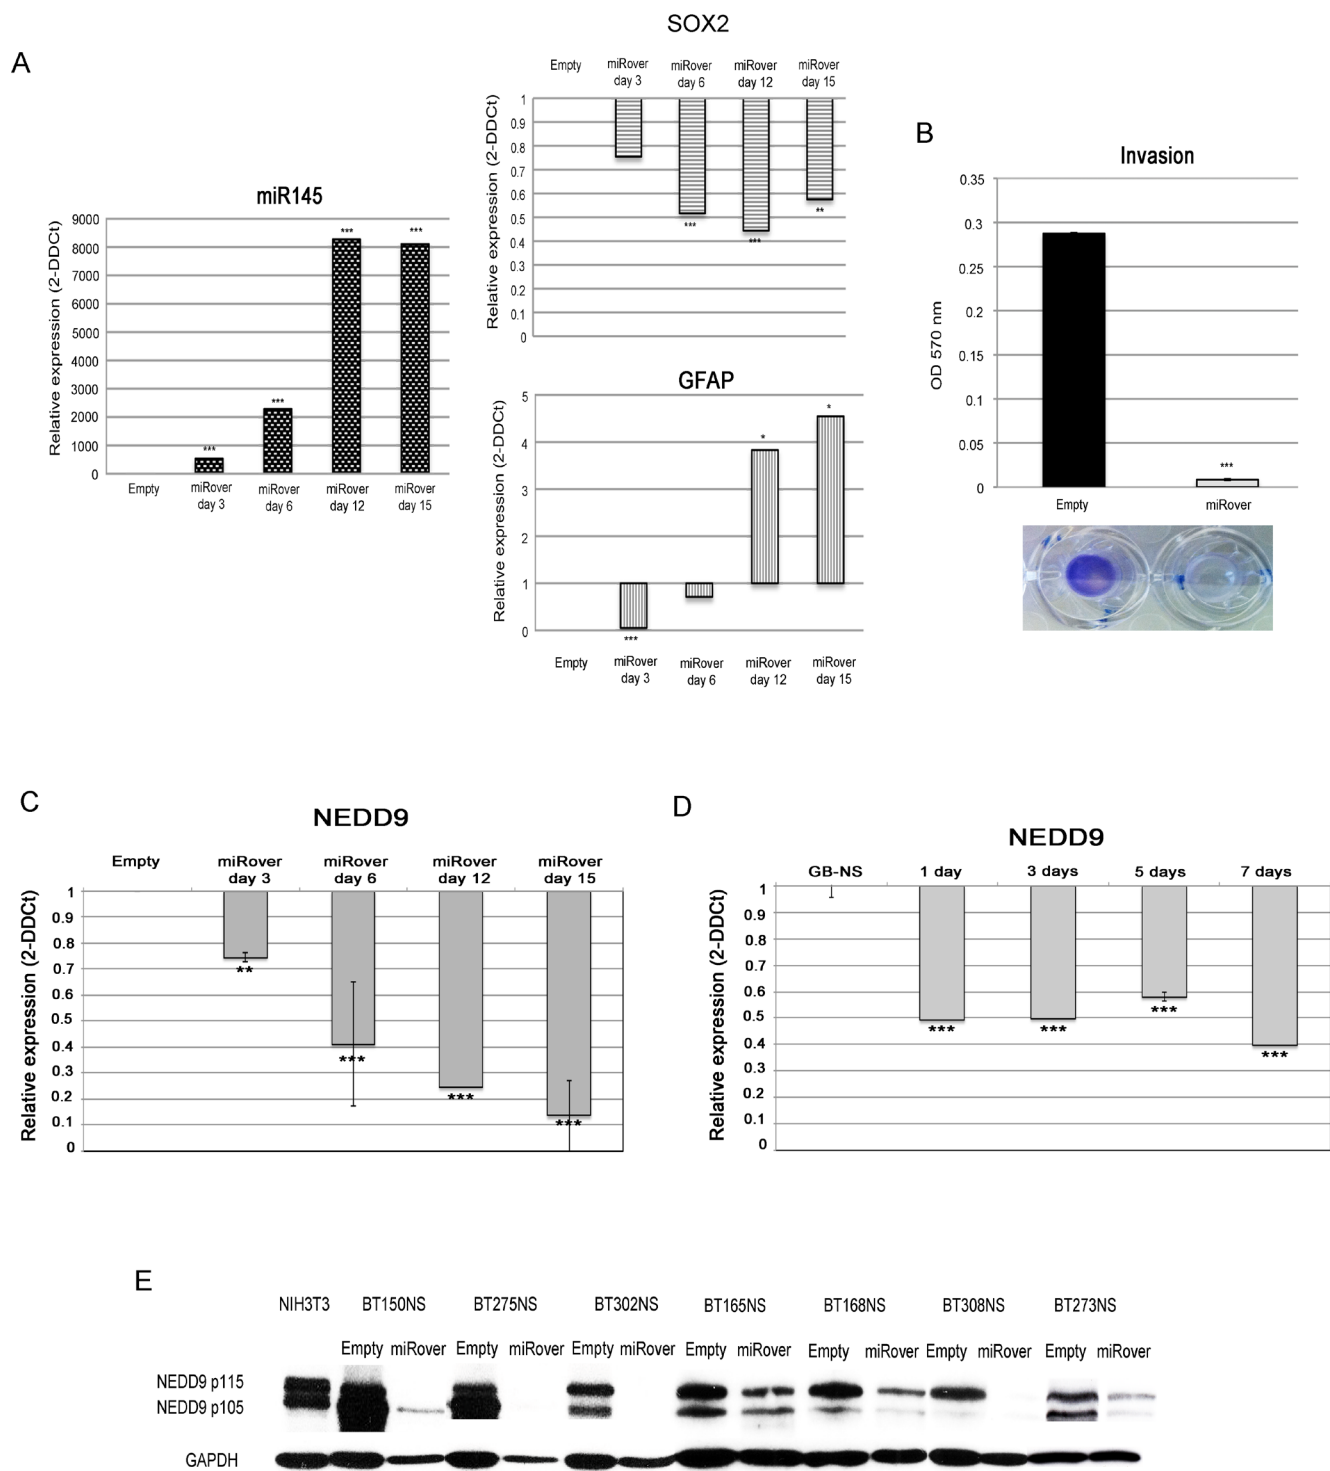 SOX2
A
Empty
miRover
day 3
miRover
day 6
miRover
day 12
miRover
day 15
Relative expression (2-DDCt)
1
0.9
0.8
0.7
0.6
0.5
0.4
0.3
0.2
0.1
0
***
***
**
miR145
Relative expression (2-DDCt)
9000
8000
7000
6000
5000
4000
3000
2000
1000
0
***
***
***
***
Empty
miRover
day 3
miRover
day 6
miRover
day 12
miRover
day 15
GFAP
Relative expression (2-DDCt)
5
4
3
2
1
0
***
*
*
Empty
miRover
day 3
miRover
day 6
miRover
day 12
miRover
day 15
B
Invasion
OD 570 nm
0.35
0.3
0.25
0.2
0.15
0.1
0.05
0
***
Empty miRover
C
NEDD9
Empty
miRover
day 3
miRover
day 6
miRover
day 12
miRover
day 15
Relative expression (2-DDCt)
1
0.9
0.8
0.7
0.6
0.5
0.4
0.3
0.2
0.1
0
**
***
***
***
D
NEDD9
GB-NS 1 day 3 days 5 days 7 days
Relative expression (2-DDCt)
1
0.9
0.8
0.7
0.6
0.5
0.4
0.3
0.2
0.1
0
***
***
***
***
E
NIH3T3 BT150NS BT275NS BT302NS BT165NS BT168NS BT308NS BT273NS
Empty miRover Empty miRover Empty miRover Empty miRover Empty miRover Empty miRover Empty miRover
NEDD9 p115
NEDD9 p105
GAPDH